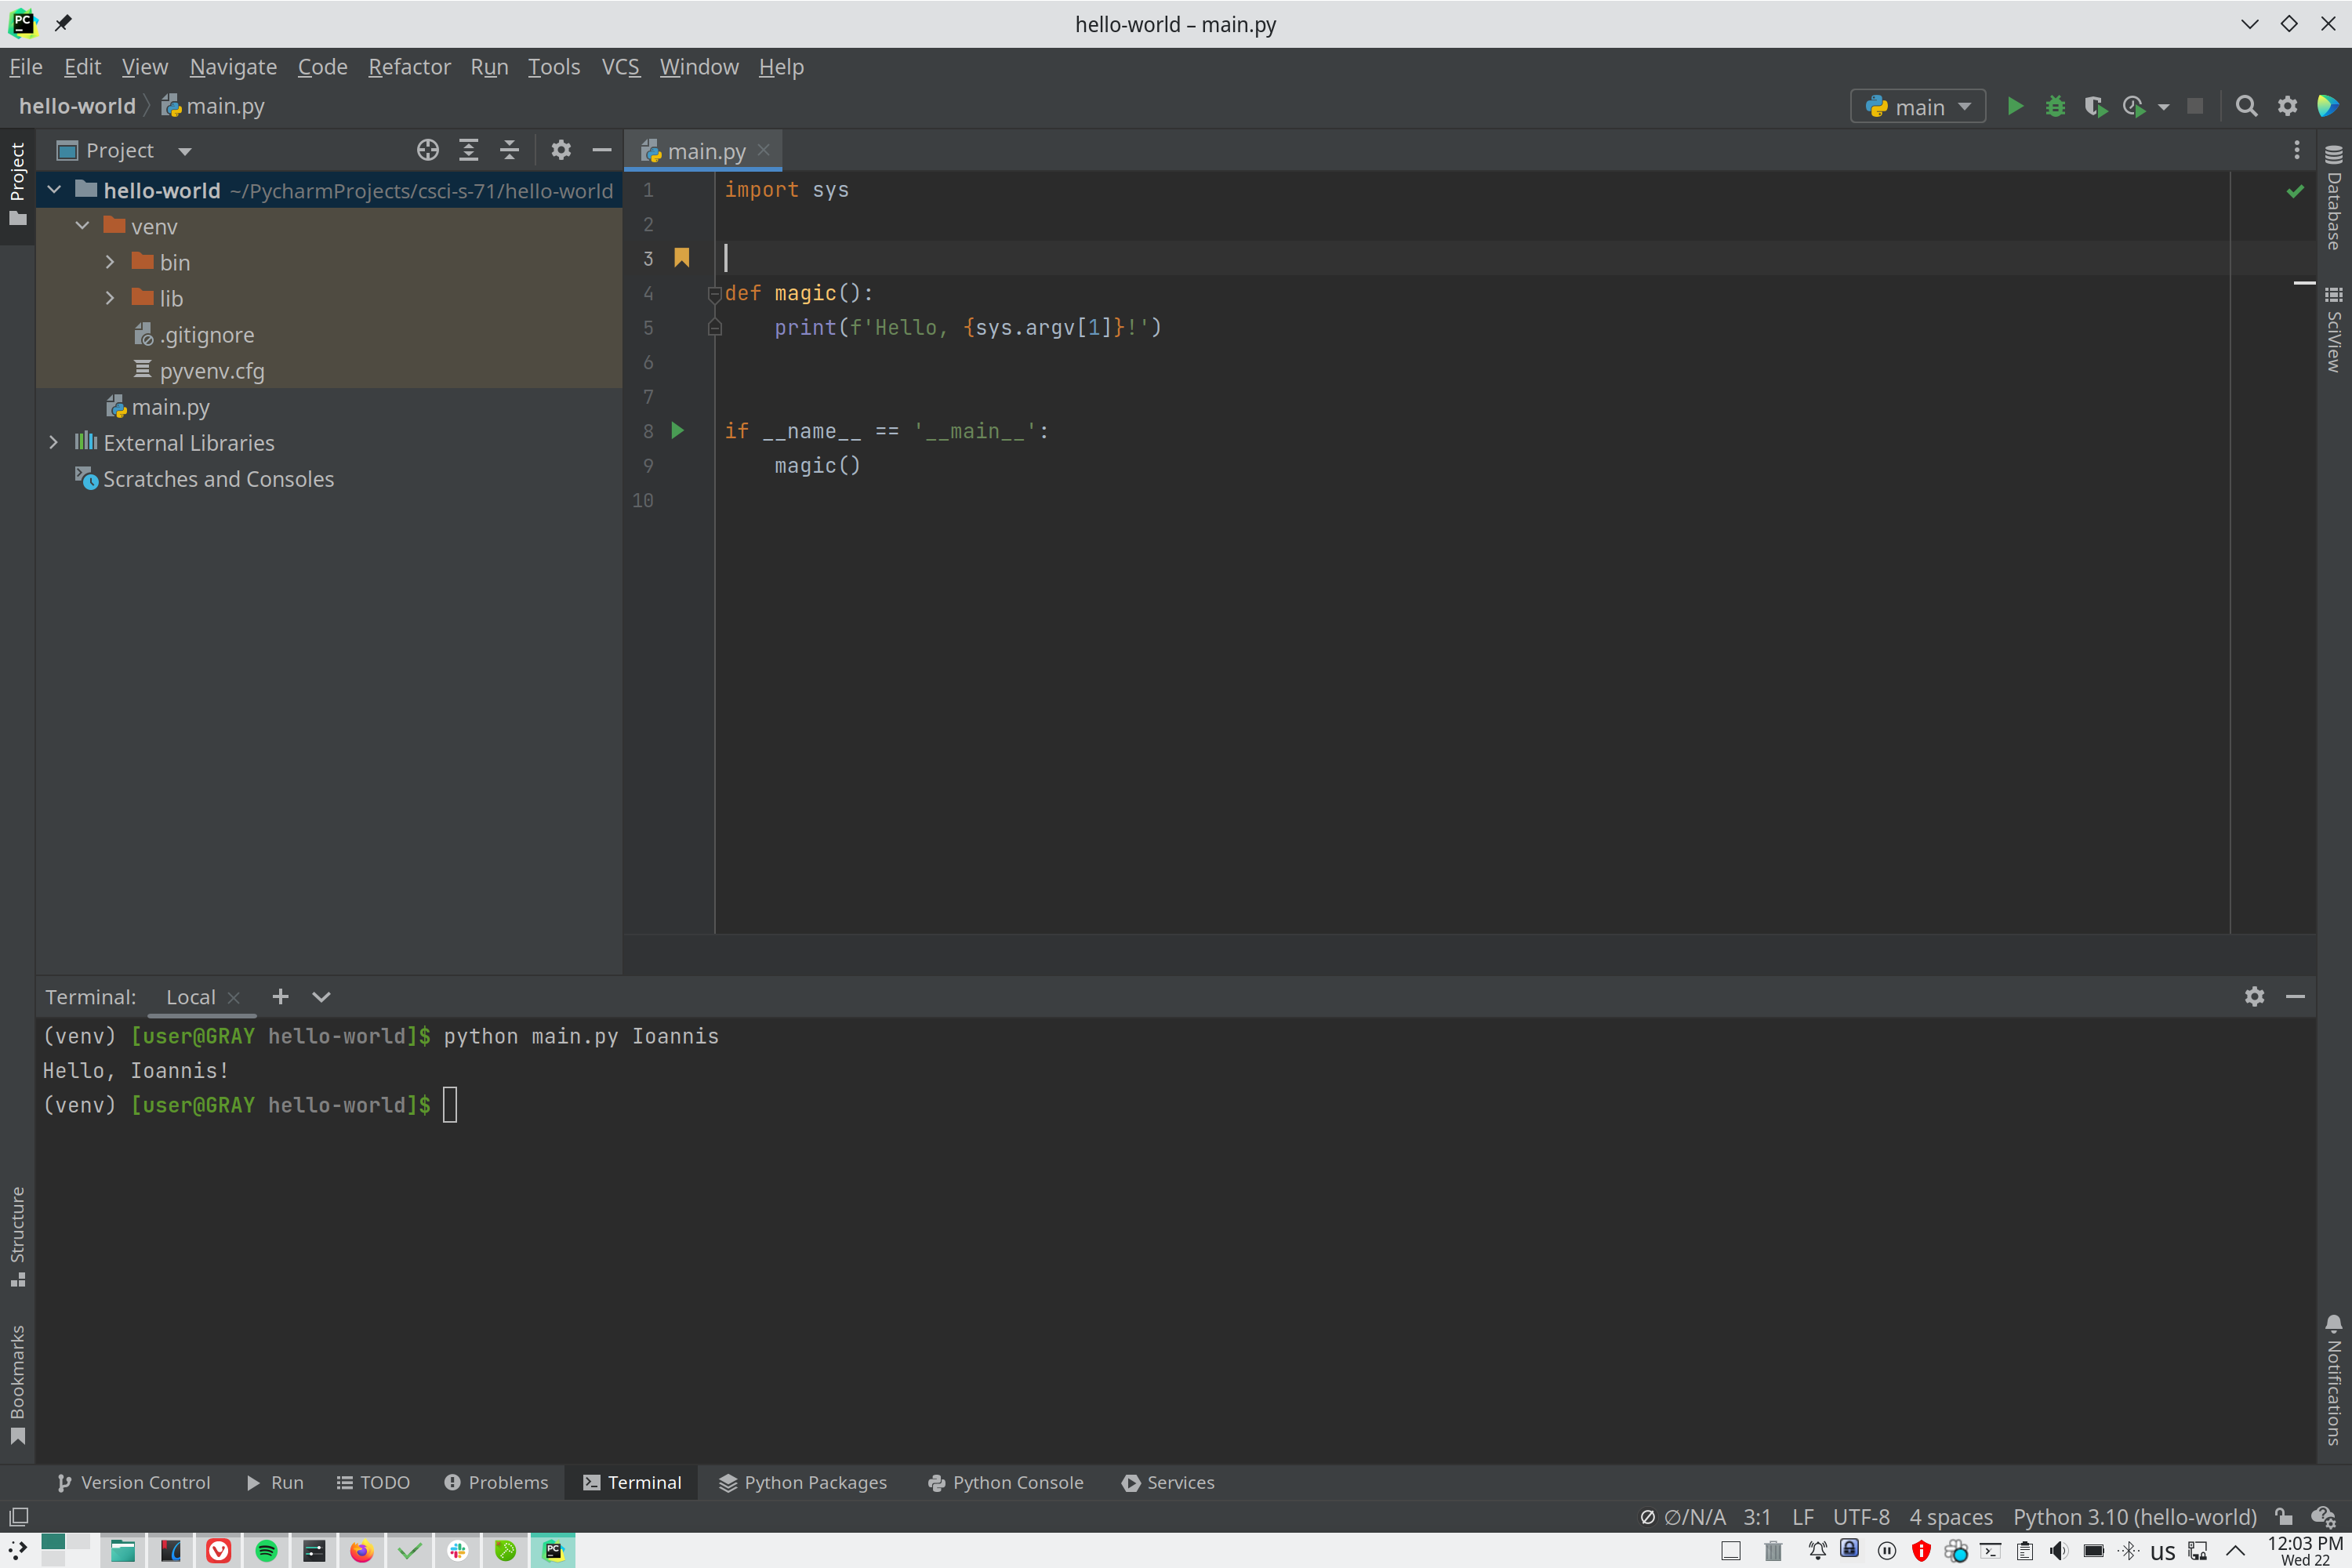 hello-world – main.py
File Edit View Navigate Code Refactor Run Tools VCS Window Help
hello-world main.py
main
Project
Project
hello-world ~/PycharmProjects/csci-s-71/hello-world
venv
bin
lib
.gitignore
pyvenv.cfg
main.py
External Libraries
Scratches and Consoles
main.py
1 import sys
2
3
4 def magic():
5 print(f'Hello, {sys.argv[1]}!')
6
7
8 if __name__ == '__main__':
9 magic()
10
Database
SciView
Terminal: Local
(venv) [user@GRAY hello-world]$ python main.py Ioannis
Hello, Ioannis!
(venv) [user@GRAY hello-world]$
Structure
Bookmarks
Notifications
Version Control Run TODO Problems Terminal Python Packages Python Console Services
∅/N/A 3:1 LF UTF-8 4 spaces Python 3.10 (hello-world)
PC
PC
us
12:03 PM
Wed 22